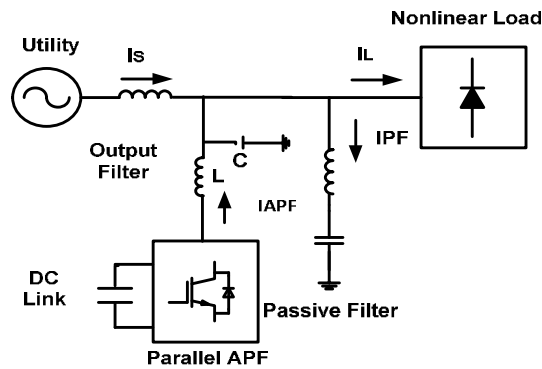 Nonlinear Load
Utility
IS
IL
IPF
Output
Filter
C
L
IAPF
DC
Link
Passive Filter
Parallel APF